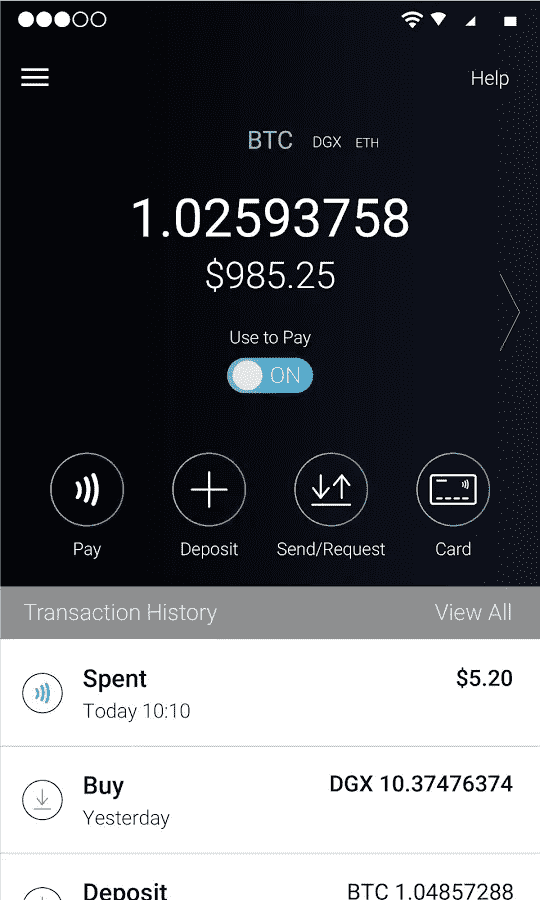 Help
BTC DGX ETH
1.02593758
$985.25
Use to Pay
ON
Pay Deposit Send/Request Card
Transaction History View All
Spent $5.20
Today 10:10
Buy DGX 10.37476374
Yesterday
Deposit BTC 1.04857288